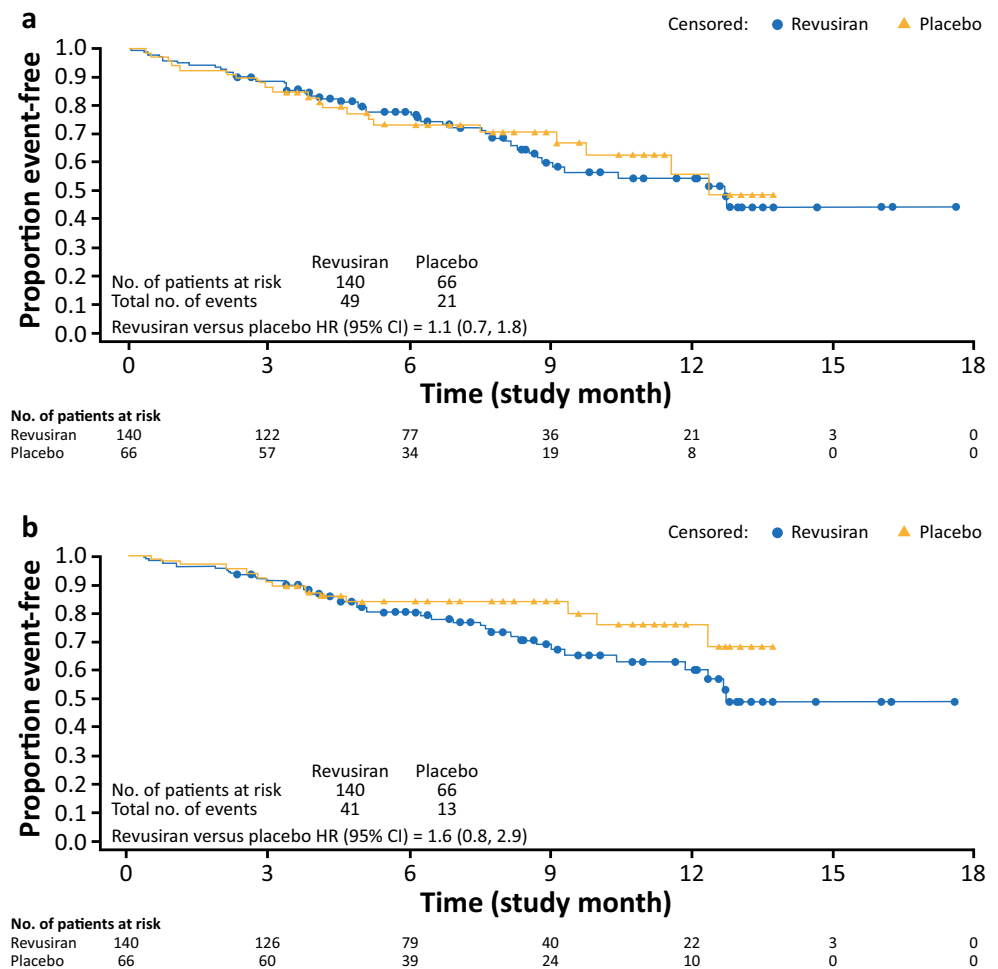 a
Censored: Revusiran Placebo
Proportion event-free
1.0
0.9
0.8
0.7
0.6
0.5
0.4
0.3
0.2
0.1
0.0
Revusiran Placebo
No. of patients at risk 140 66
Total no. of events 49 21
Revusiran versus placebo HR (95% CI) = 1.1 (0.7, 1.8)
0 3 6 9 12 15 18
Time (study month)
No. of patients at risk
Revusiran 140 122 77 36 21 3 0
Placebo 66 57 34 19 8 0 0
b
Censored: Revusiran Placebo
Proportion event-free
1.0
0.9
0.8
0.7
0.6
0.5
0.4
0.3
0.2
0.1
0.0
Revusiran Placebo
No. of patients at risk 140 66
Total no. of events 41 13
Revusiran versus placebo HR (95% CI) = 1.6 (0.8, 2.9)
0 3 6 9 12 15 18
Time (study month)
No. of patients at risk
Revusiran 140 126 79 40 22 3 0
Placebo 66 60 39 24 10 0 0